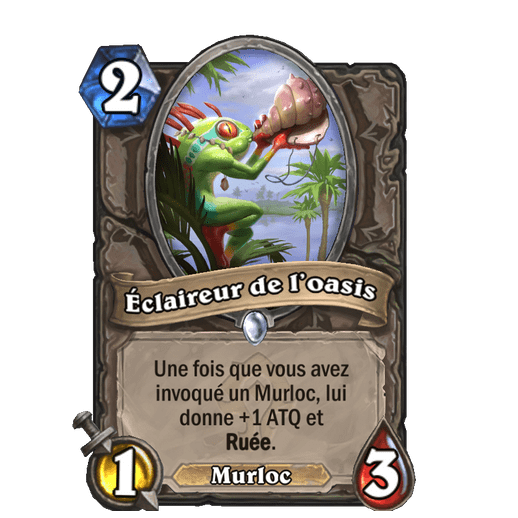 2
Éclaireur de l'oasis
Une fois que vous avez
invoqué un Murloc, lui
donne +1 ATQ et
Ruée.
1
Murloc
3